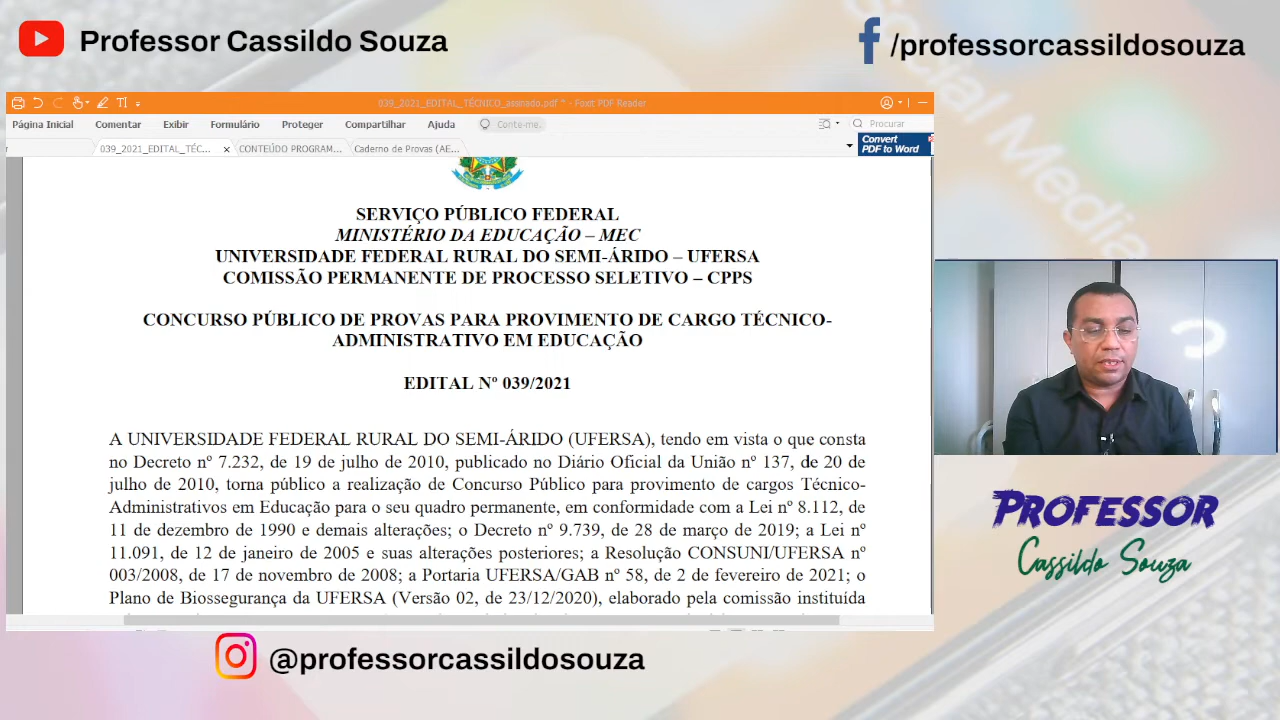 Professor Cassildo Souza
/professorcassildosouza
039_2021_EDITAL_TÉCNICO_assinado.pdf * - Foxit PDF Reader
Página Inicial Comentar Exibir Formulário Proteger Compartilhar Ajuda Conte-me. Procurar
039_2021_EDITAL_TÉC... CONTEÚDO PROGRAM... Caderno de Provas (AE...
Convert
PDF to Word
SERVIÇO PÚBLICO FEDERAL
MINISTÉRIO DA EDUCAÇÃO – MEC
UNIVERSIDADE FEDERAL RURAL DO SEMI-ÁRIDO – UFERSA
COMISSÃO PERMANENTE DE PROCESSO SELETIVO – CPPS
CONCURSO PÚBLICO DE PROVAS PARA PROVIMENTO DE CARGO TÉCNICO-
ADMINISTRATIVO EM EDUCAÇÃO
EDITAL Nº 039/2021
A UNIVERSIDADE FEDERAL RURAL DO SEMI-ÁRIDO (UFERSA), tendo em vista o que consta
no Decreto nº 7.232, de 19 de julho de 2010, publicado no Diário Oficial da União nº 137, de 20 de
julho de 2010, torna público a realização de Concurso Público para provimento de cargos Técnico-
Administrativos em Educação para o seu quadro permanente, em conformidade com a Lei nº 8.112, de
11 de dezembro de 1990 e demais alterações; o Decreto nº 9.739, de 28 de março de 2019; a Lei nº
11.091, de 12 de janeiro de 2005 e suas alterações posteriores; a Resolução CONSUNI/UFERSA nº
003/2008, de 17 de novembro de 2008; a Portaria UFERSA/GAB nº 58, de 2 de fevereiro de 2021; o
Plano de Biossegurança da UFERSA (Versão 02, de 23/12/2020), elaborado pela comissão instituída
PROFESSOR
Cassildo Souza
@professorcassildosouza
Social Media